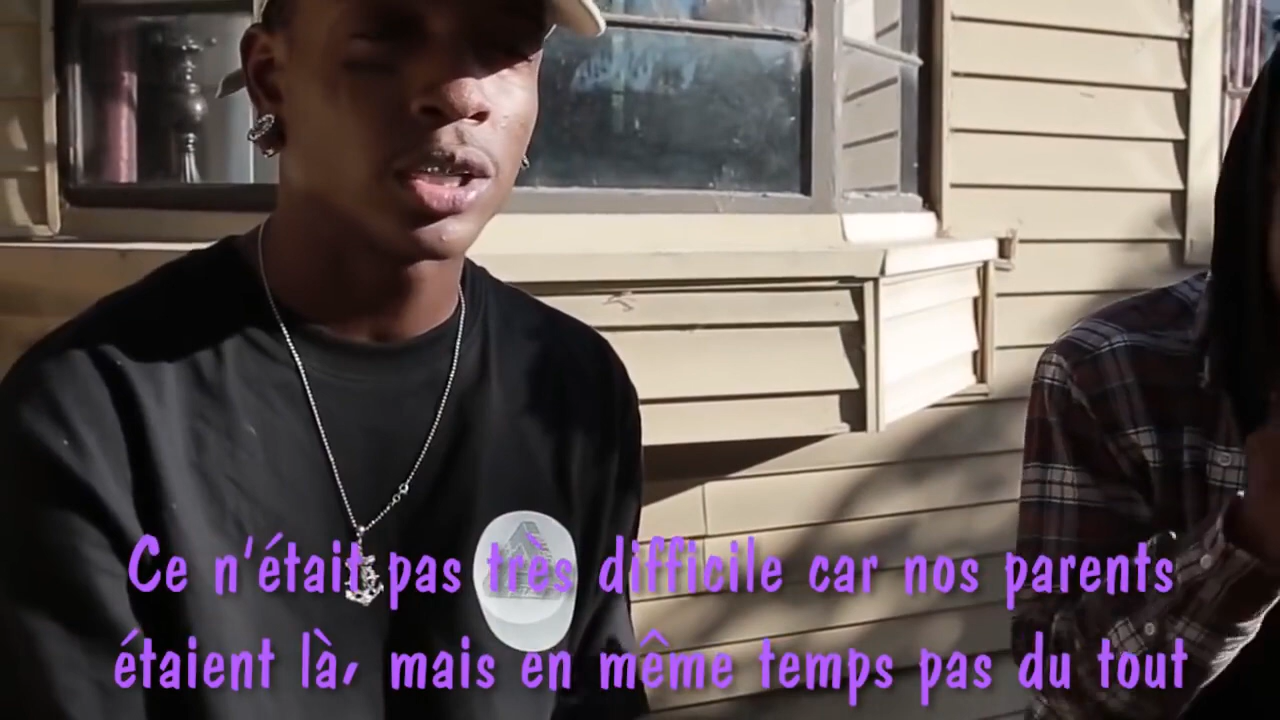 Ce n'était pas très difficile car nos parents
étaient là, mais en même temps pas du tout